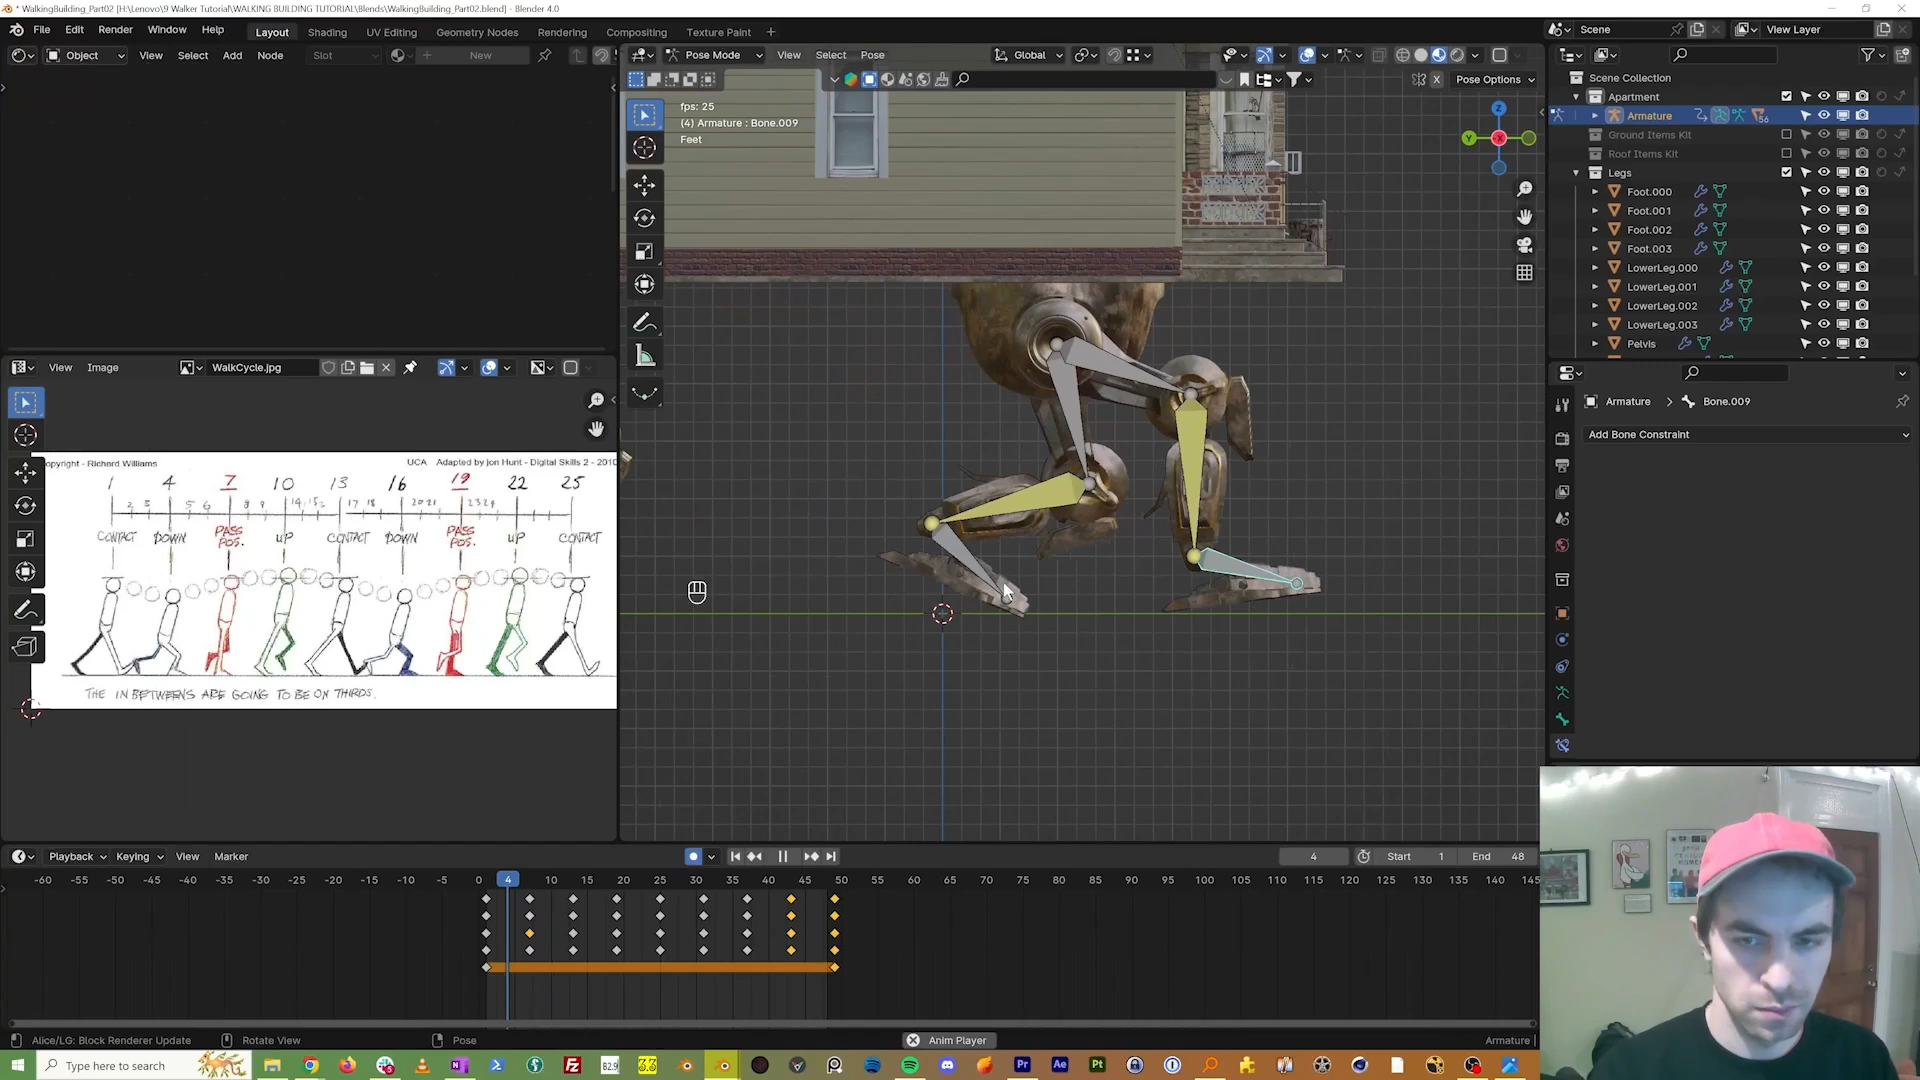 * WalkingBuilding_Part02 [H:\Lenovo\9 Walker Tutorial\WALKING BUILDING TUTORIAL\Blends\WalkingBuilding_Part02.blend] - Blender 4.0
File Edit Render Window Help Layout Shading UV Editing Geometry Nodes Rendering Compositing Texture Paint + Scene View Layer
Object View Select Add Node Slot New Pose Mode View Select Pose Global
Pose Options
Scene Collection
Apartment
Armature 56
Ground Items Kit
Roof Items Kit
Legs
Foot.000
Foot.001
Foot.002
Foot.003
LowerLeg.000
LowerLeg.001
LowerLeg.002
LowerLeg.003
Pelvis
fps: 25
(4) Armature : Bone.009
Feet
Z
Y
X
View Image WalkCycle.jpg
Armature > Bone.009
Add Bone Constraint
opyright - Richard Williams UCA Adapted by Jon Hunt - Digital Skills 2 - 2010
1 4 7 10 13 16 19 22 25
CONTACT DOWN PASS POS. UP CONTACT DOWN PASS POS. UP CONTACT
THE INBETWEENS ARE GOING TO BE ON THIRDS.
Playback Keying View Marker 4 Start 1 End 48
-60 -55 -50 -45 -40 -35 -30 -25 -20 -15 -10 -5 0 4 10 15 20 25 30 35 40 45 50 55 60 65 70 75 80 85 90 95 100 105 110 115 120 125 130 135 140 145
Alice/LG: Block Renderer Update Rotate View Pose Anim Player Armature
Type here to search